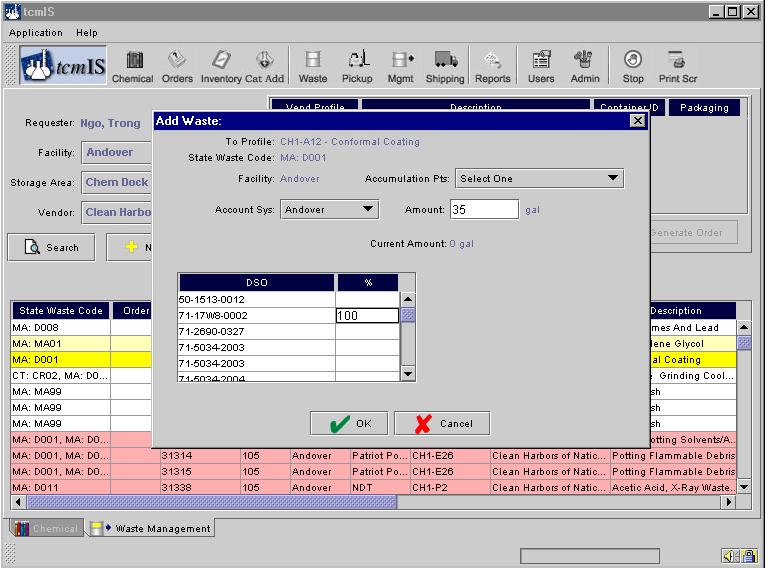 tcmIS
Application Help
tcmIS
Chemical Orders Inventory Cat Add Waste Pickup Mgmt Shipping Reports Users Admin Stop Print Scr
Vend Profile Description Container ID Packaging
Requester: Ngo, Trong
Facility: Andover
Storage Area: Chem Dock
Vendor: Clean Harbo
Search N
Generate Order
Add Waste:
To Profile: CH1-A12 - Conformal Coating
State Waste Code: MA: D001
Facility: Andover Accumulation Pts: Select One
Account Sys: Andover Amount: 35 gal
Current Amount: 0 gal
DSO %
50-1513-0012
71-17W8-0002 100
71-2690-0327
71-5034-2003
71-5034-2003
71-5034-2004
OK Cancel
State Waste Code Order Description
MA: D008 mes And Lead
MA: MA01 lene Glycol
MA: D001 al Coating
CT: CR02, MA: D0... Grinding Cool...
MA: MA99 sh
MA: MA99 sh
MA: MA99 sh
MA: D001, MA: D0... otting Solvents/A...
MA: D001, MA: D0... 31314 105 Andover Patriot Po... CH1-E26 Clean Harbors of Natic... Potting Flammable Debris
MA: D001, MA: D0... 31315 105 Andover Patriot Po... CH1-E26 Clean Harbors of Natic... Potting Flammable Debris
MA: D011 31338 105 Andover NDT CH1-P2 Clean Harbors of Natic... Acetic Acid, X-Ray Waste...
Chemical Waste Management